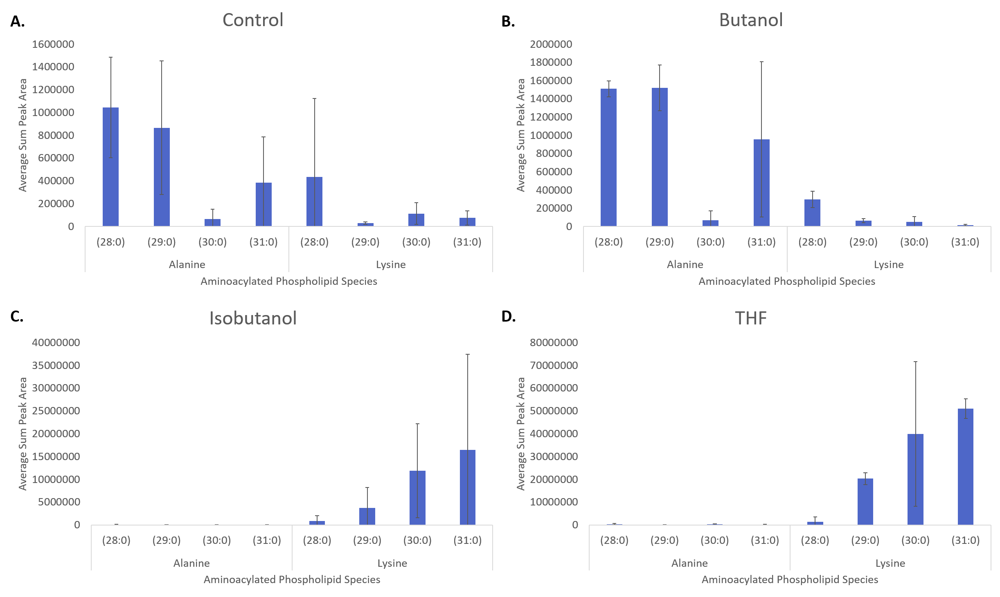 A.
Control
Average Sum Peak Area
1600000
1400000
1200000
1000000
800000
600000
400000
200000
0
(28:0) (29:0) (30:0) (31:0) (28:0) (29:0) (30:0) (31:0)
Alanine Lysine
Aminoacylated Phospholipid Species
B.
Butanol
Average Sum Peak Area
2000000
1800000
1600000
1400000
1200000
1000000
800000
600000
400000
200000
0
(28:0) (29:0) (30:0) (31:0) (28:0) (29:0) (30:0) (31:0)
Alanine Lysine
Aminoacylated Phospholipid Species
C.
Isobutanol
Average Sum Peak Area
40000000
35000000
30000000
25000000
20000000
15000000
10000000
5000000
0
(28:0) (29:0) (30:0) (31:0) (28:0) (29:0) (30:0) (31:0)
Alanine Lysine
Aminoacylated Phospholipid Species
D.
THF
Average Sum Peak Area
80000000
70000000
60000000
50000000
40000000
30000000
20000000
10000000
0
(28:0) (29:0) (30:0) (31:0) (28:0) (29:0) (30:0) (31:0)
Alanine Lysine
Aminoacylated Phospholipid Species